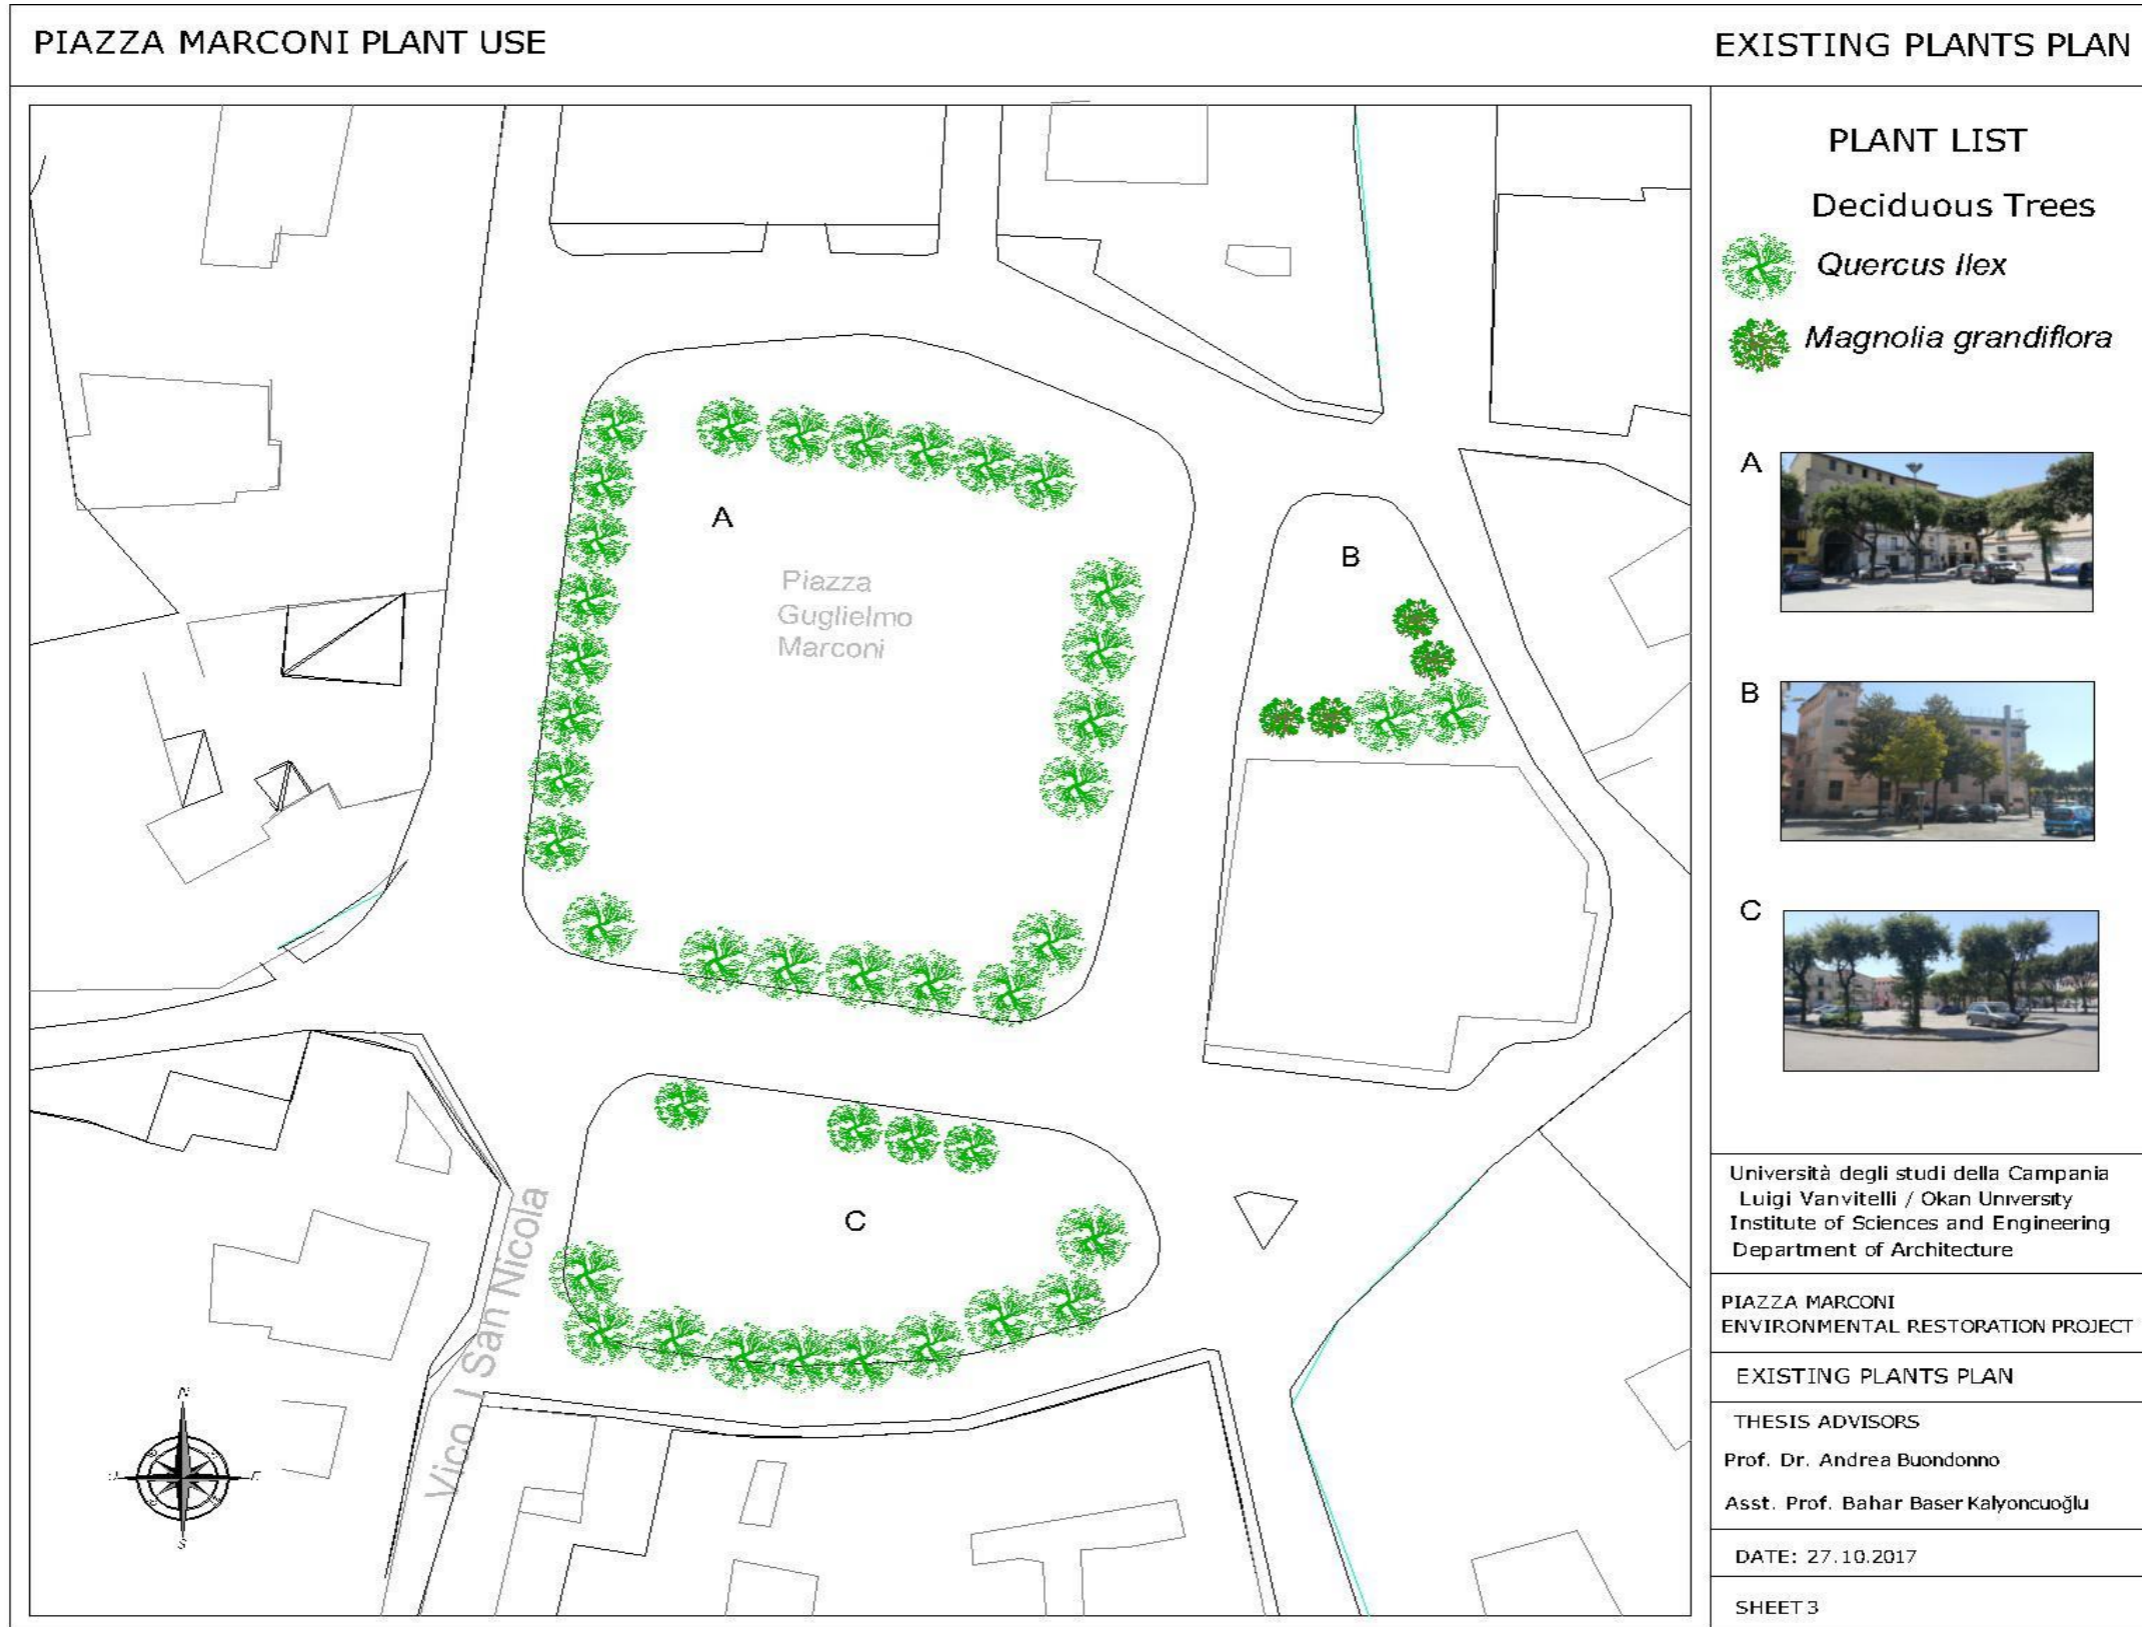 PIAZZA MARCONI PLANT USE
EXISTING PLANTS PLAN
PLANT LIST
Deciduous Trees
Quercus Ilex
Magnolia grandiflora
A
B
C
A
Piazza
Guglielmo
Marconi
B
C
Vico I San Nicola
N
S
Università degli studi della Campania
Luigi Vanvitelli / Okan University
Institute of Sciences and Engineering
Department of Architecture
PIAZZA MARCONI
ENVIRONMENTAL RESTORATION PROJECT
EXISTING PLANTS PLAN
THESIS ADVISORS
Prof. Dr. Andrea Buondonno
Asst. Prof. Bahar Baser Kalyoncuoğlu
DATE: 27.10.2017
SHEET 3